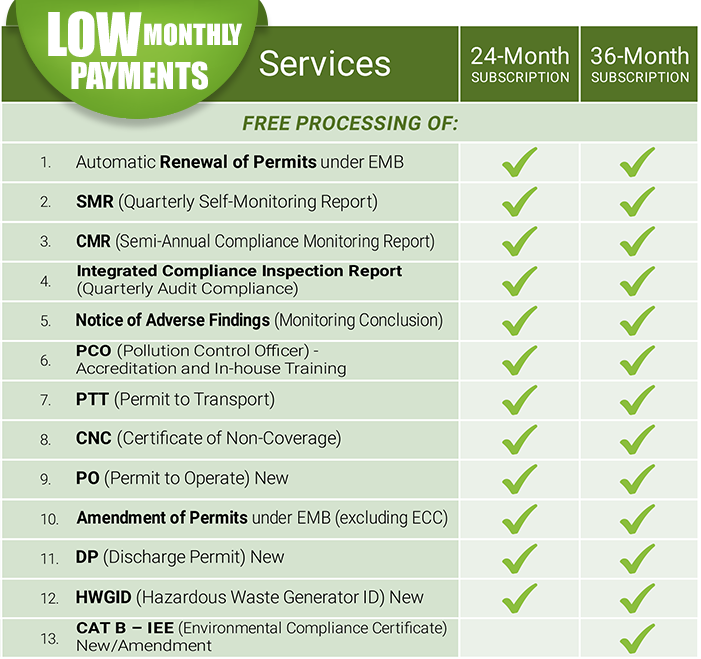 LOW MONTHLY
PAYMENTS
Services
24-Month
SUBSCRIPTION
36-Month
SUBSCRIPTION
FREE PROCESSING OF:
1. Automatic Renewal of Permits under EMB
2. SMR (Quarterly Self-Monitoring Report)
3. CMR (Semi-Annual Compliance Monitoring Report)
4. Integrated Compliance Inspection Report
(Quarterly Audit Compliance)
5. Notice of Adverse Findings (Monitoring Conclusion)
6. PCO (Pollution Control Officer) -
Accreditation and In-house Training
7. PTT (Permit to Transport)
8. CNC (Certificate of Non-Coverage)
9. PO (Permit to Operate) New
10. Amendment of Permits under EMB (excluding ECC)
11. DP (Discharge Permit) New
12. HWGID (Hazardous Waste Generator ID) New
13. CAT B – IEE (Environmental Compliance Certificate)
New/Amendment